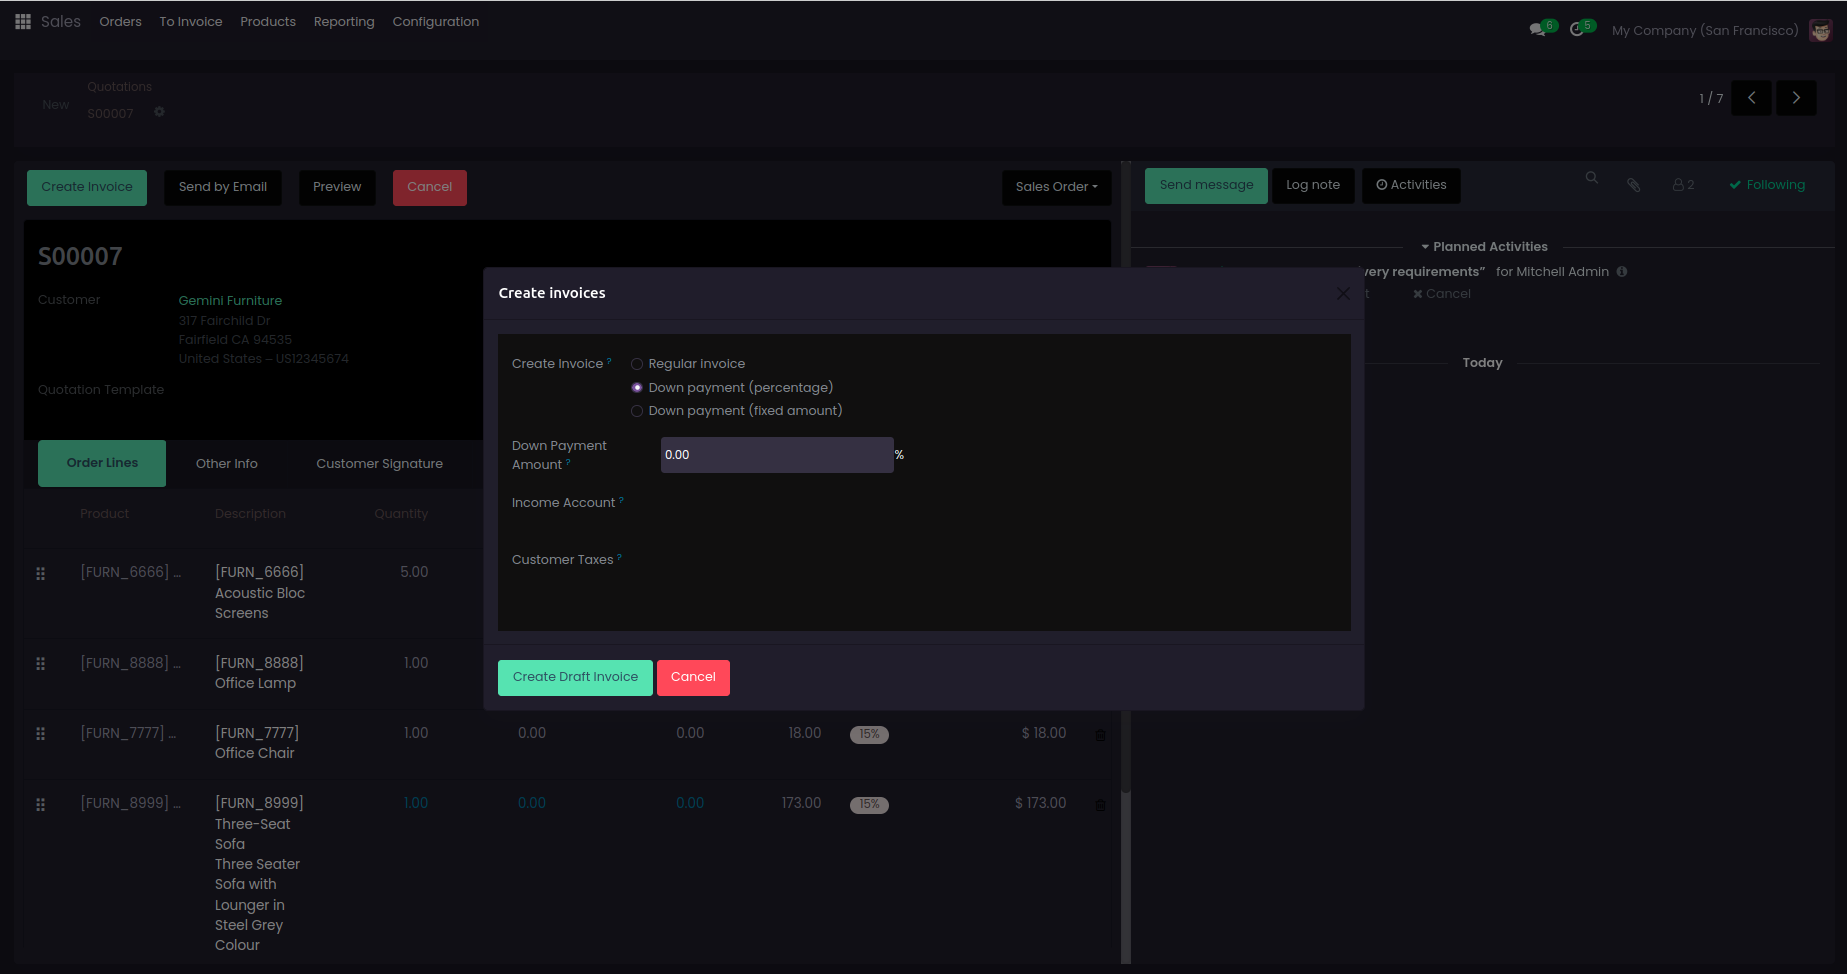 Sales Orders To Invoice Products Reporting Configuration
6 5 My Company (San Francisco)
New
Quotations
S00007
1 / 7
Create Invoice Send by Email Preview Cancel Sales Order
Send message Log note Activities 2 Following
S00007
Customer
Gemini Furniture
317 Fairchild Dr
Fairfield CA 94535
United States – US12345674
Quotation Template
Planned Activities
very requirements” for Mitchell Admin
t Cancel
Today
Create invoices
Create Invoice ?
Regular invoice
Down payment (percentage)
Down payment (fixed amount)
Down Payment
Amount ?
0.00 %
Income Account ?
Customer Taxes ?
Create Draft Invoice Cancel
Order Lines Other Info Customer Signature
Product Description Quantity
[FURN_6666] ... [FURN_6666] 5.00
Acoustic Bloc
Screens
[FURN_8888] ... [FURN_8888] 1.00
Office Lamp
[FURN_7777] ... [FURN_7777] 1.00 0.00 0.00 18.00 15% $ 18.00
Office Chair
[FURN_8999] ... [FURN_8999] 1.00 0.00 0.00 173.00 15% $ 173.00
Three-Seat
Sofa
Three Seater
Sofa with
Lounger in
Steel Grey
Colour